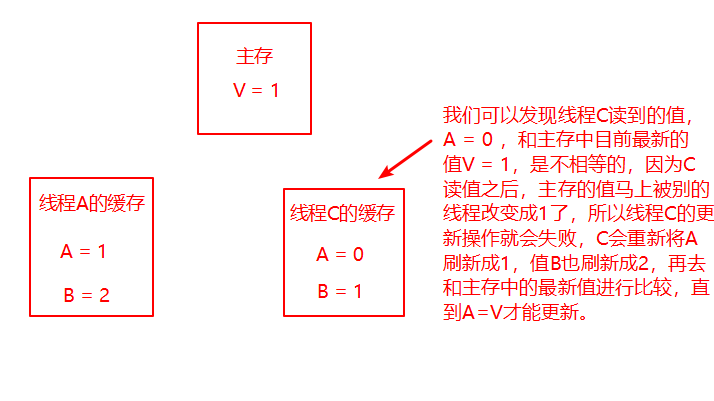 主存
V = 1
线程A的缓存
A = 1
B = 2
线程C的缓存
A = 0
B = 1
我们可以发现线程C读到的值，
A = 0 ，和主存中目前最新的
值V = 1，是不相等的，因为C
读值之后，主存的值马上被别的
线程改变成1了，所以线程C的更
新操作就会失败，C会重新将A
刷新成1，值B也刷新成2，再去
和主存中的最新值进行比较，直
到A=V才能更新。